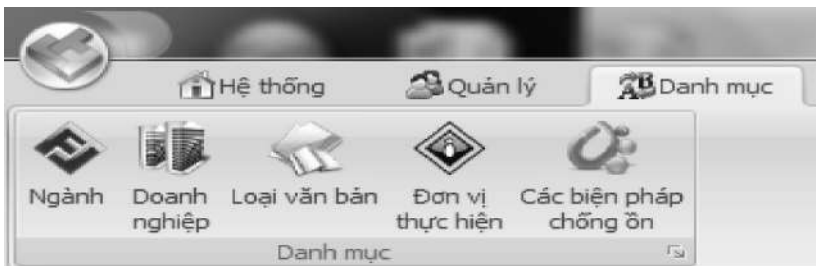 Hệ thống Quản lý Danh mục
Ngành Doanh nghiệp Loại văn bản Đơn vị thực hiện Các biện pháp chống ồn
Danh mục